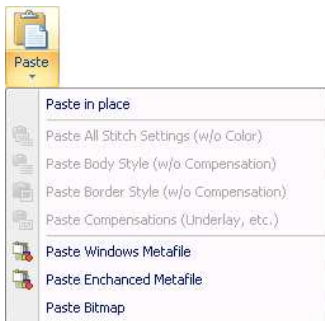 Paste
Paste in place
Paste All Stitch Settings (w/o Color)
Paste Body Style (w/o Compensation)
Paste Border Style (w/o Compensation)
Paste Compensations (Underlay, etc.)
Paste Windows Metafile
Paste Enchanced Metafile
Paste Bitmap